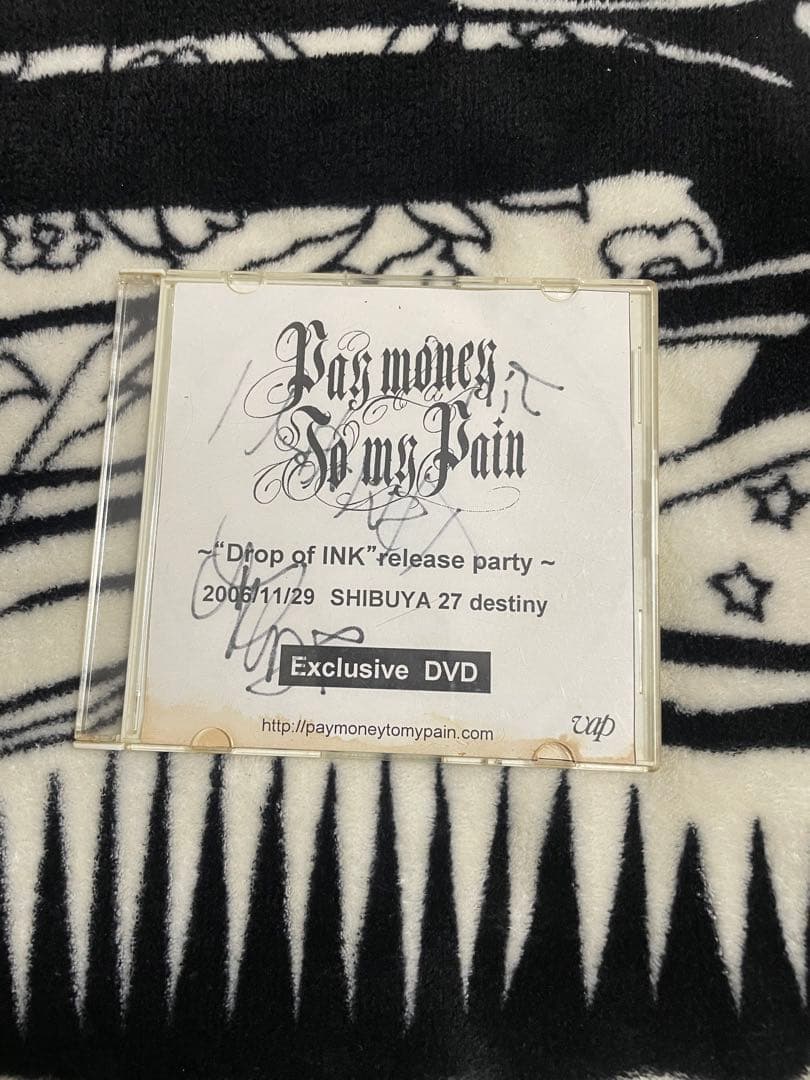 Pay money
To my Pain
~"Drop of INK" release party ~
2006/11/29 SHIBUYA 27 destiny
Exclusive DVD
http://paymoneytomypain.com
vap